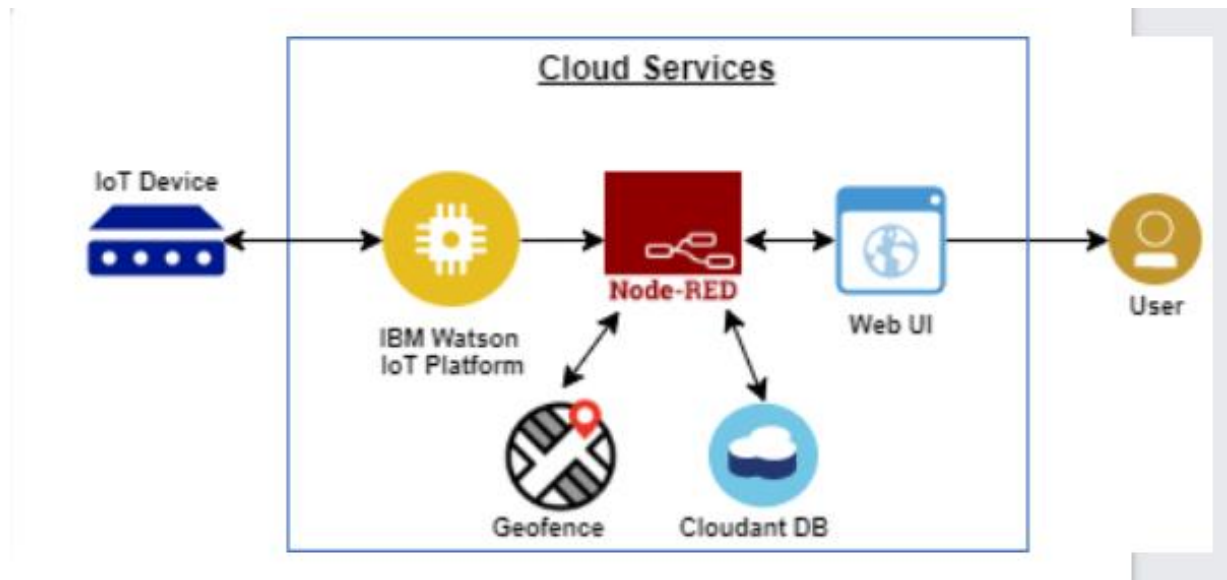 Cloud Services
IoT Device
Node-RED
IBM Watson
IoT Platform
Web UI
User
Geofence
Cloudant DB